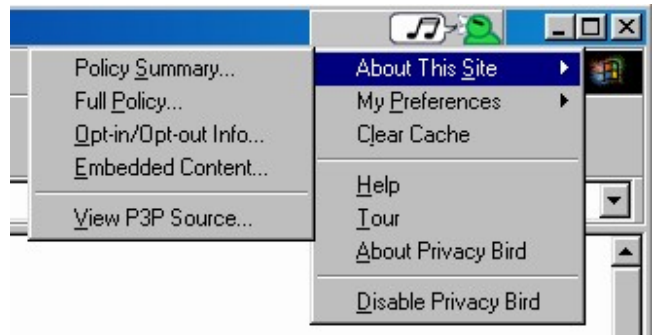 Policy Summary...
Full Policy...
Opt-in/Opt-out Info...
Embedded Content...
View P3P Source...
About This Site
My Preferences
Clear Cache
Help
Tour
About Privacy Bird
Disable Privacy Bird